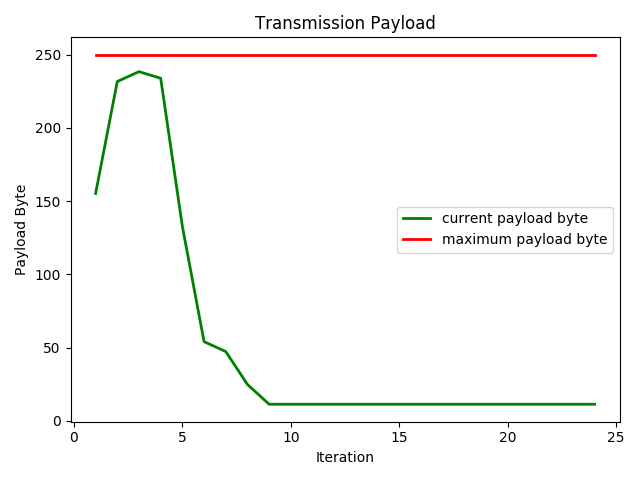 Transmission Payload
Payload Byte
250
200
150
100
50
0
current payload byte
maximum payload byte
0 5 10 15 20 25
Iteration